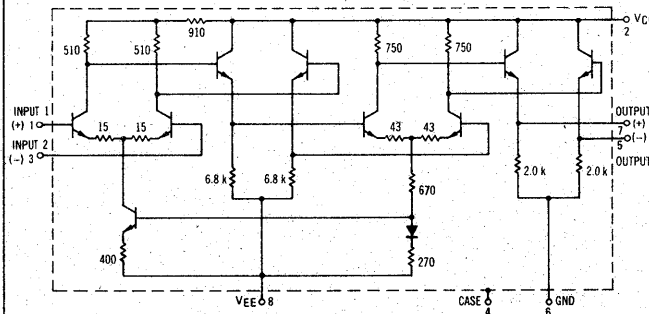 910
510
510
750
750
VC
2
INPUT 1
(+) 1
15
15
INPUT 2
(−) 3
43
43
OUTPUT
(+)
7
(−)
5
OUTPUT
6.8 k
6.8 k
670
2.0 k
2.0 k
400
270
VEE 8
CASE
4
GND
6